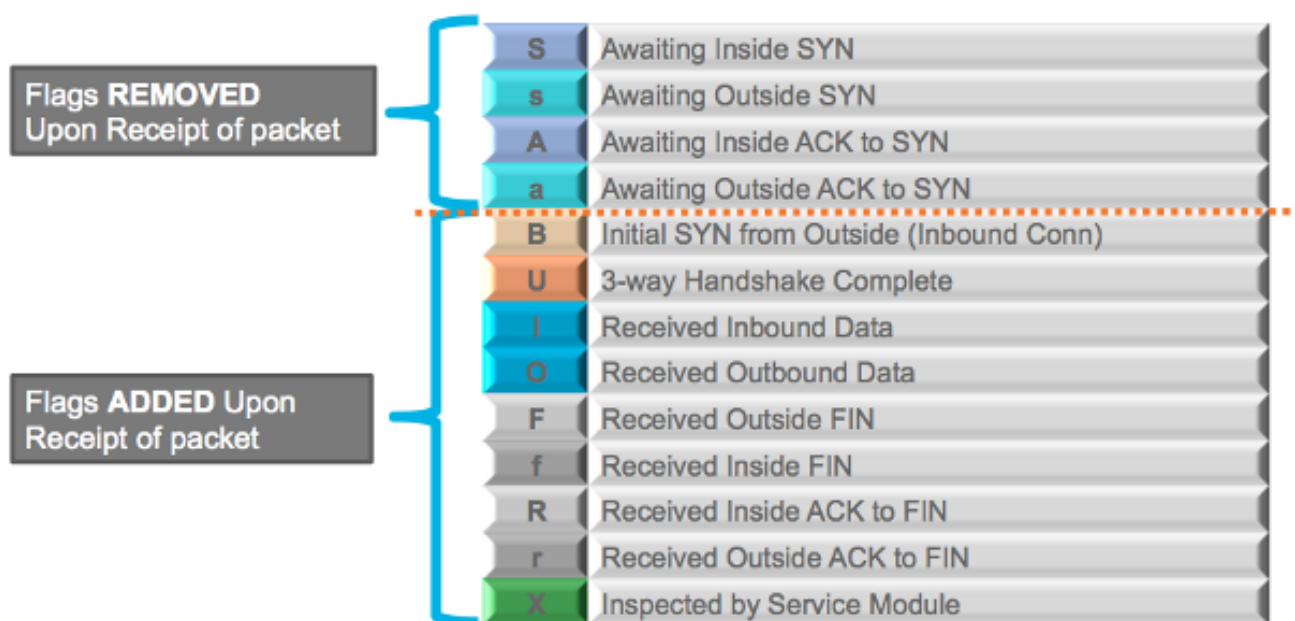 Flags REMOVED
Upon Receipt of packet
S Awaiting Inside SYN
s Awaiting Outside SYN
A Awaiting Inside ACK to SYN
a Awaiting Outside ACK to SYN
Flags ADDED Upon
Receipt of packet
B Initial SYN from Outside (Inbound Conn)
U 3-way Handshake Complete
I Received Inbound Data
O Received Outbound Data
F Received Outside FIN
f Received Inside FIN
R Received Inside ACK to FIN
r Received Outside ACK to FIN
X Inspected by Service Module